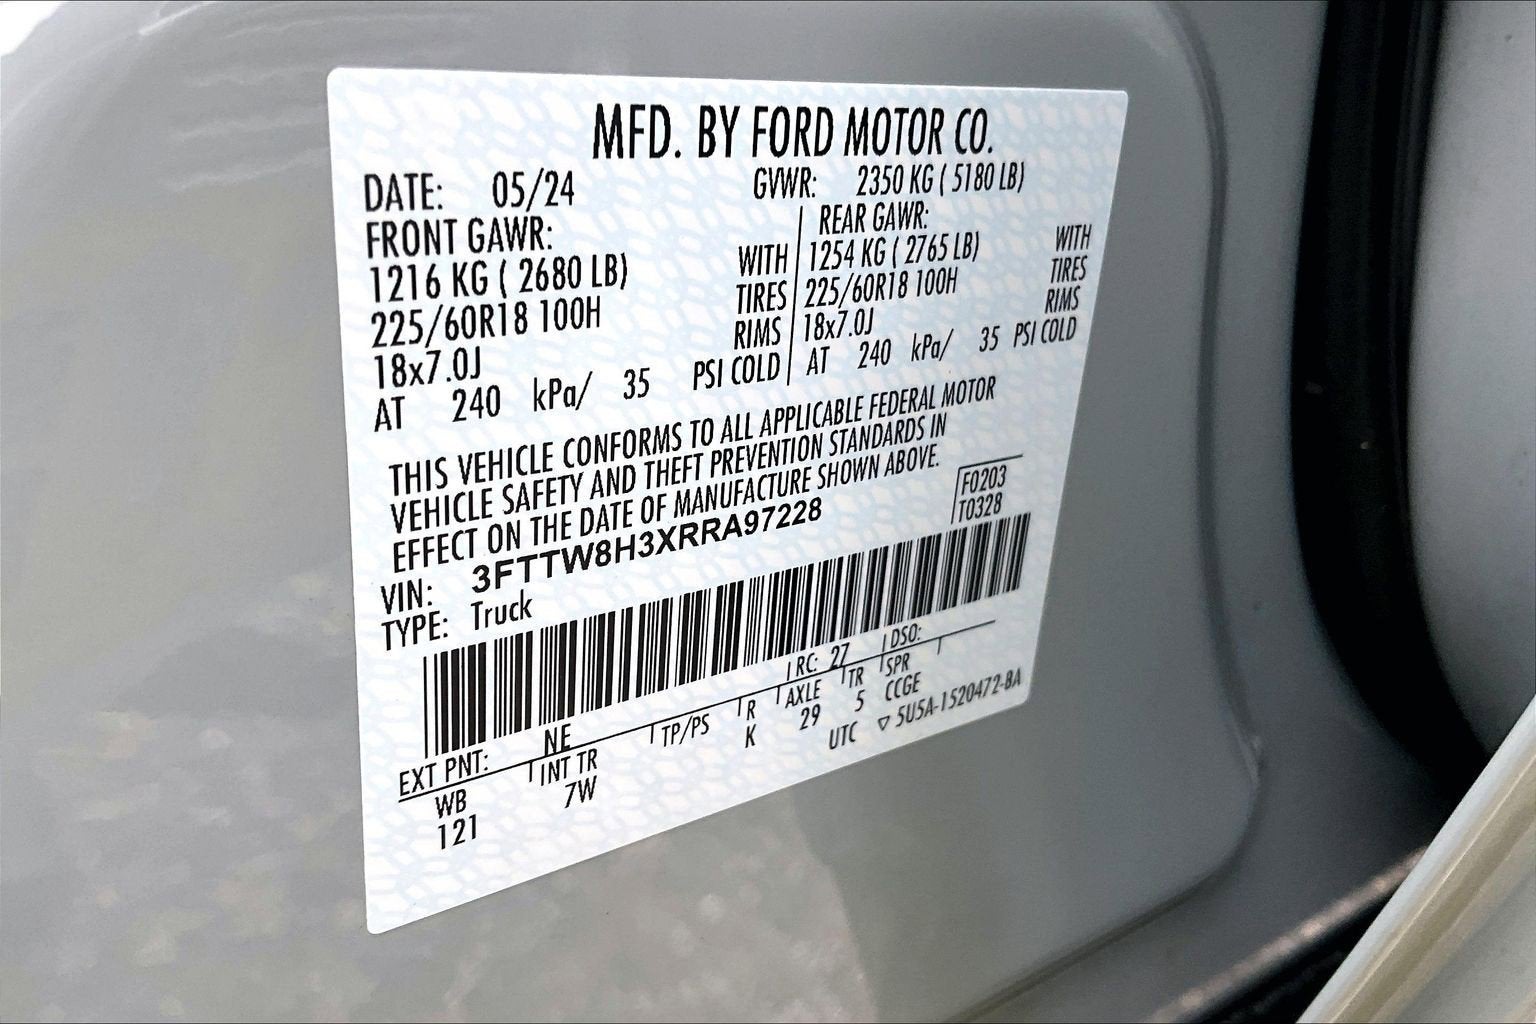 MFD. BY FORD MOTOR CO.
DATE: 05/24 GVWR: 2350 KG ( 5180 LB)
FRONT GAWR: REAR GAWR:
1216 KG ( 2680 LB) WITH 1254 KG ( 2765 LB) WITH
225/60R18 100H TIRES 225/60R18 100H TIRES
18x7.0J RIMS 18x7.0J RIMS
AT 240 kPa/ 35 PSI COLD AT 240 kPa/ 35 PSI COLD
THIS VEHICLE CONFORMS TO ALL APPLICABLE FEDERAL MOTOR
VEHICLE SAFETY AND THEFT PREVENTION STANDARDS IN
EFFECT ON THE DATE OF MANUFACTURE SHOWN ABOVE.
F0203
T0328
VIN: 3FTTW8H3XRRA97228
TYPE: Truck
EXT PNT: NE RC: 27 DSO:
WB INT TR TP/PS R AXLE TR SPR
121 7W K 29 5 CCGE
UTC ▽ 5U5A-1520472-BA